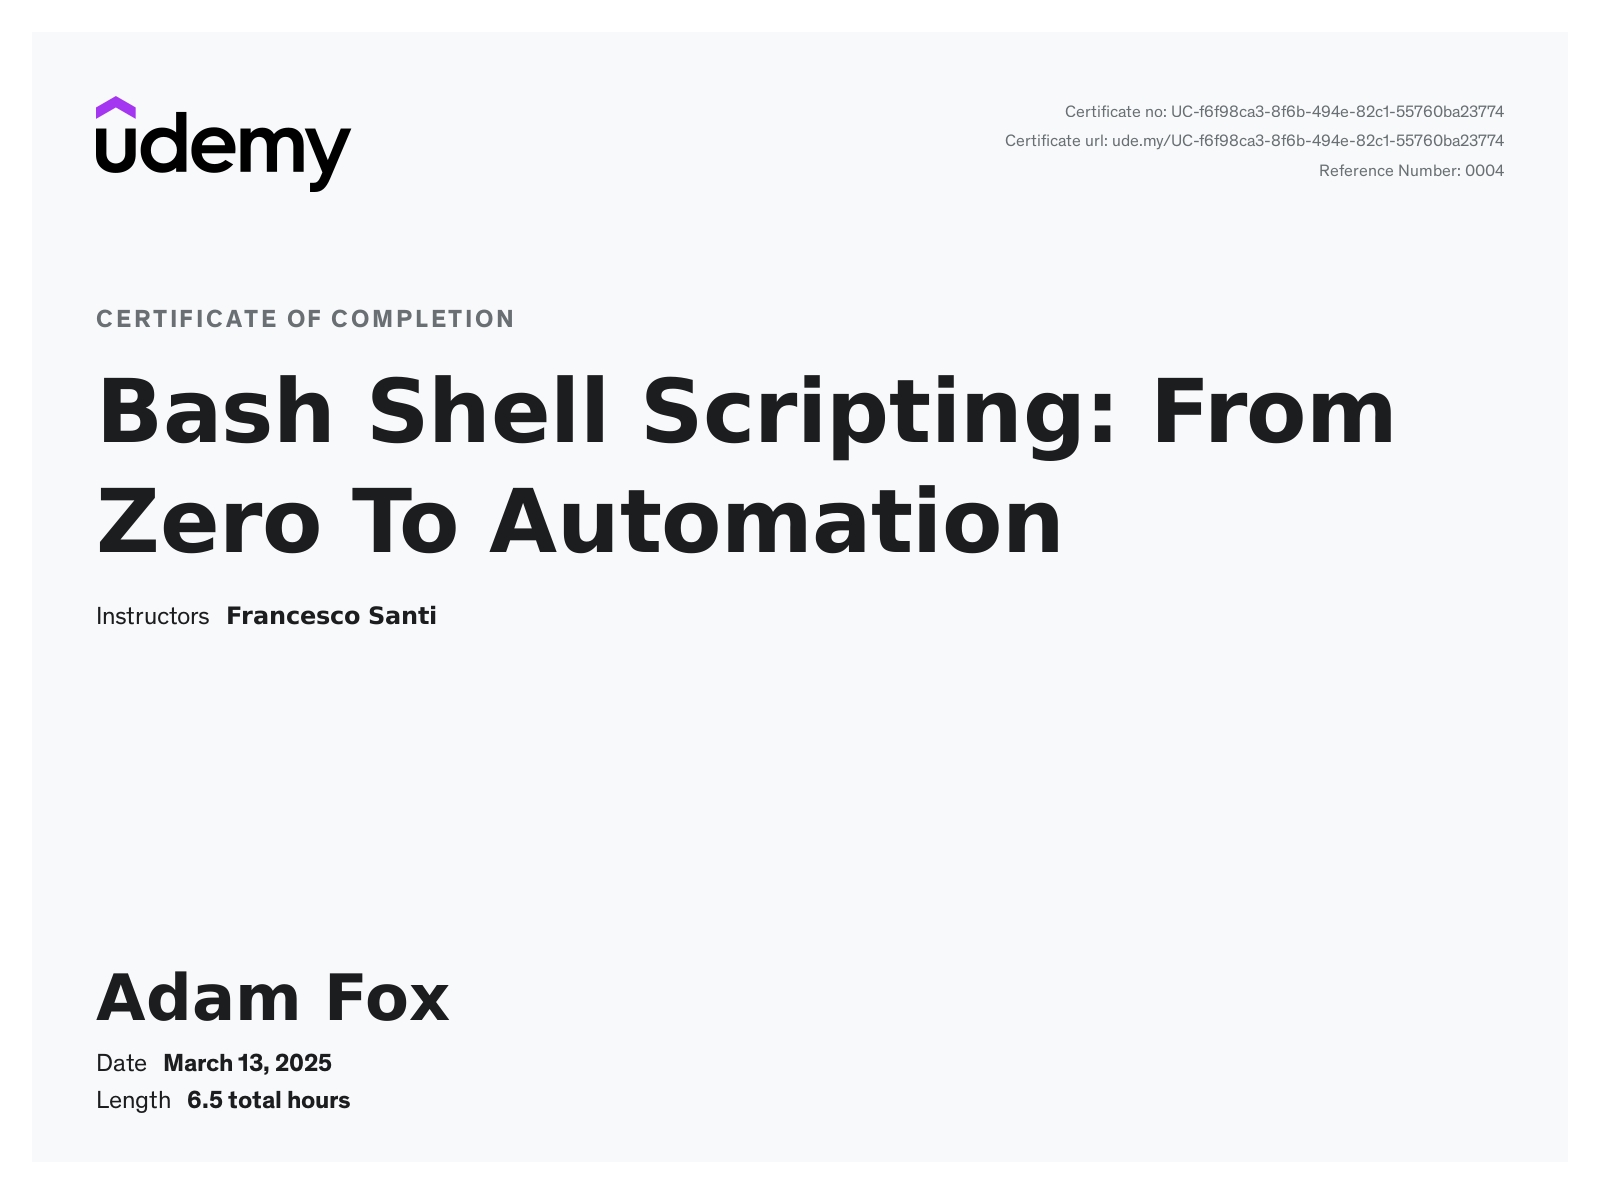 udemy
Certificate no: UC-f6f98ca3-8f6b-494e-82c1-55760ba23774
Certificate url: ude.my/UC-f6f98ca3-8f6b-494e-82c1-55760ba23774
Reference Number: 0004
CERTIFICATE OF COMPLETION
Bash Shell Scripting: From
Zero To Automation
Instructors Francesco Santi
Adam Fox
Date March 13, 2025
Length 6.5 total hours